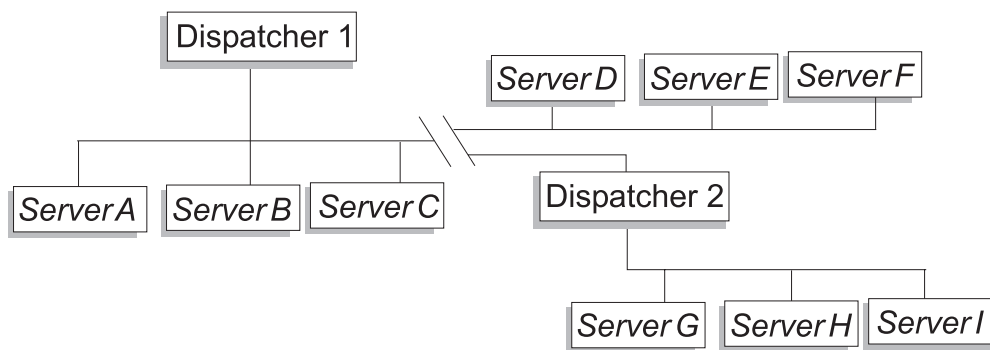 Dispatcher 1
Server D
Server E
Server F
Server A
Server B
Server C
Dispatcher 2
Server G
Server H
Server I